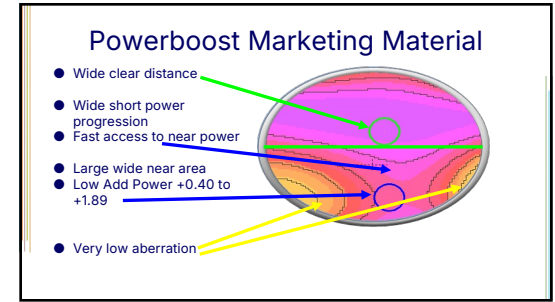 Powerboost Marketing Material
● Wide clear distance
● Wide short power
progression
● Fast access to near power
● Large wide near area
● Low Add Power +0.40 to
+1.89
● Very low aberration